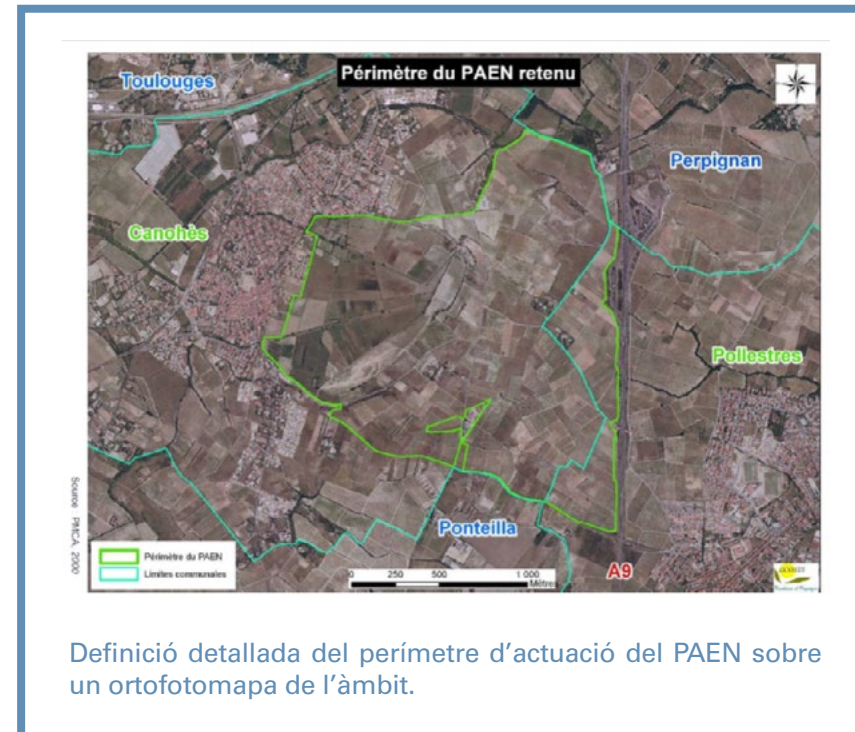 Périmètre du PAEN retenu
Toulouges
Perpignan
Canohès
Pollestres
Ponteilla
A9
Source : PMCA, 2000
Périmètre du PAEN
Limites communales
0 250 500 1 000
Mètres
Definició detallada del perímetre d'actuació del PAEN sobre
un ortofotomapa de l'àmbit.